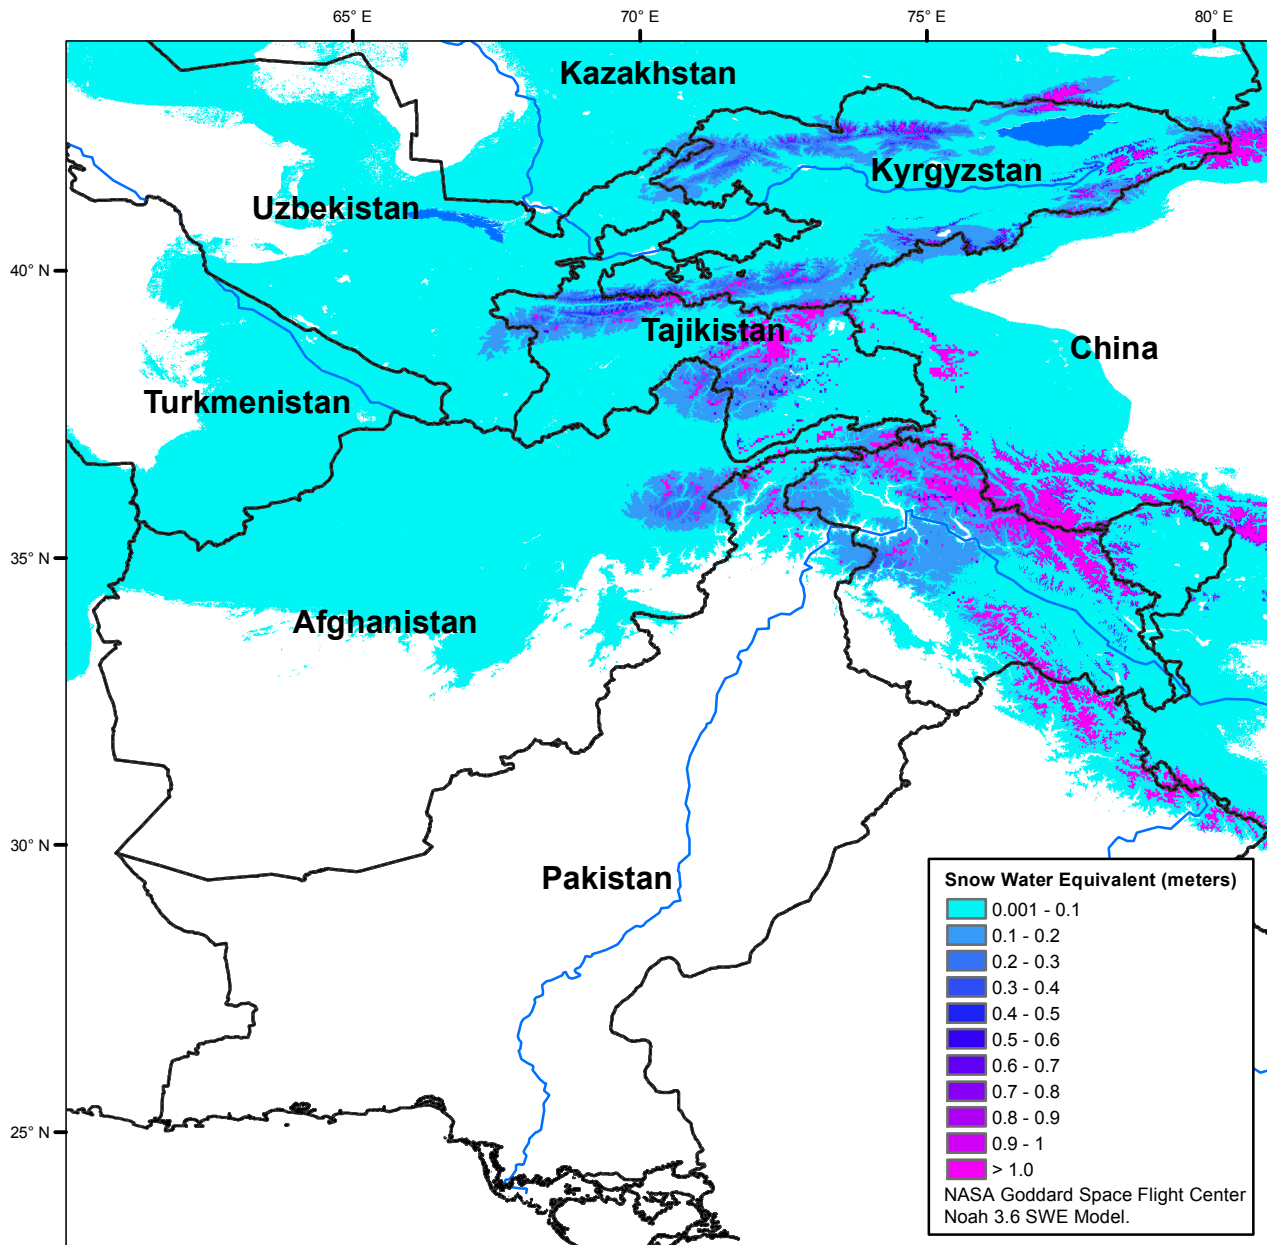 65° E
70° E
75° E
80° E
Kazakhstan
Kyrgyzstan
Uzbekistan
40° N
Tajikistan
China
Turkmenistan
35° N
Afghanistan
30° N
Pakistan
Snow Water Equivalent (meters)
0.001 - 0.1
0.1 - 0.2
0.2 - 0.3
0.3 - 0.4
0.4 - 0.5
0.5 - 0.6
0.6 - 0.7
0.7 - 0.8
0.8 - 0.9
0.9 - 1
> 1.0
NASA Goddard Space Flight Center
Noah 3.6 SWE Model.
25° N